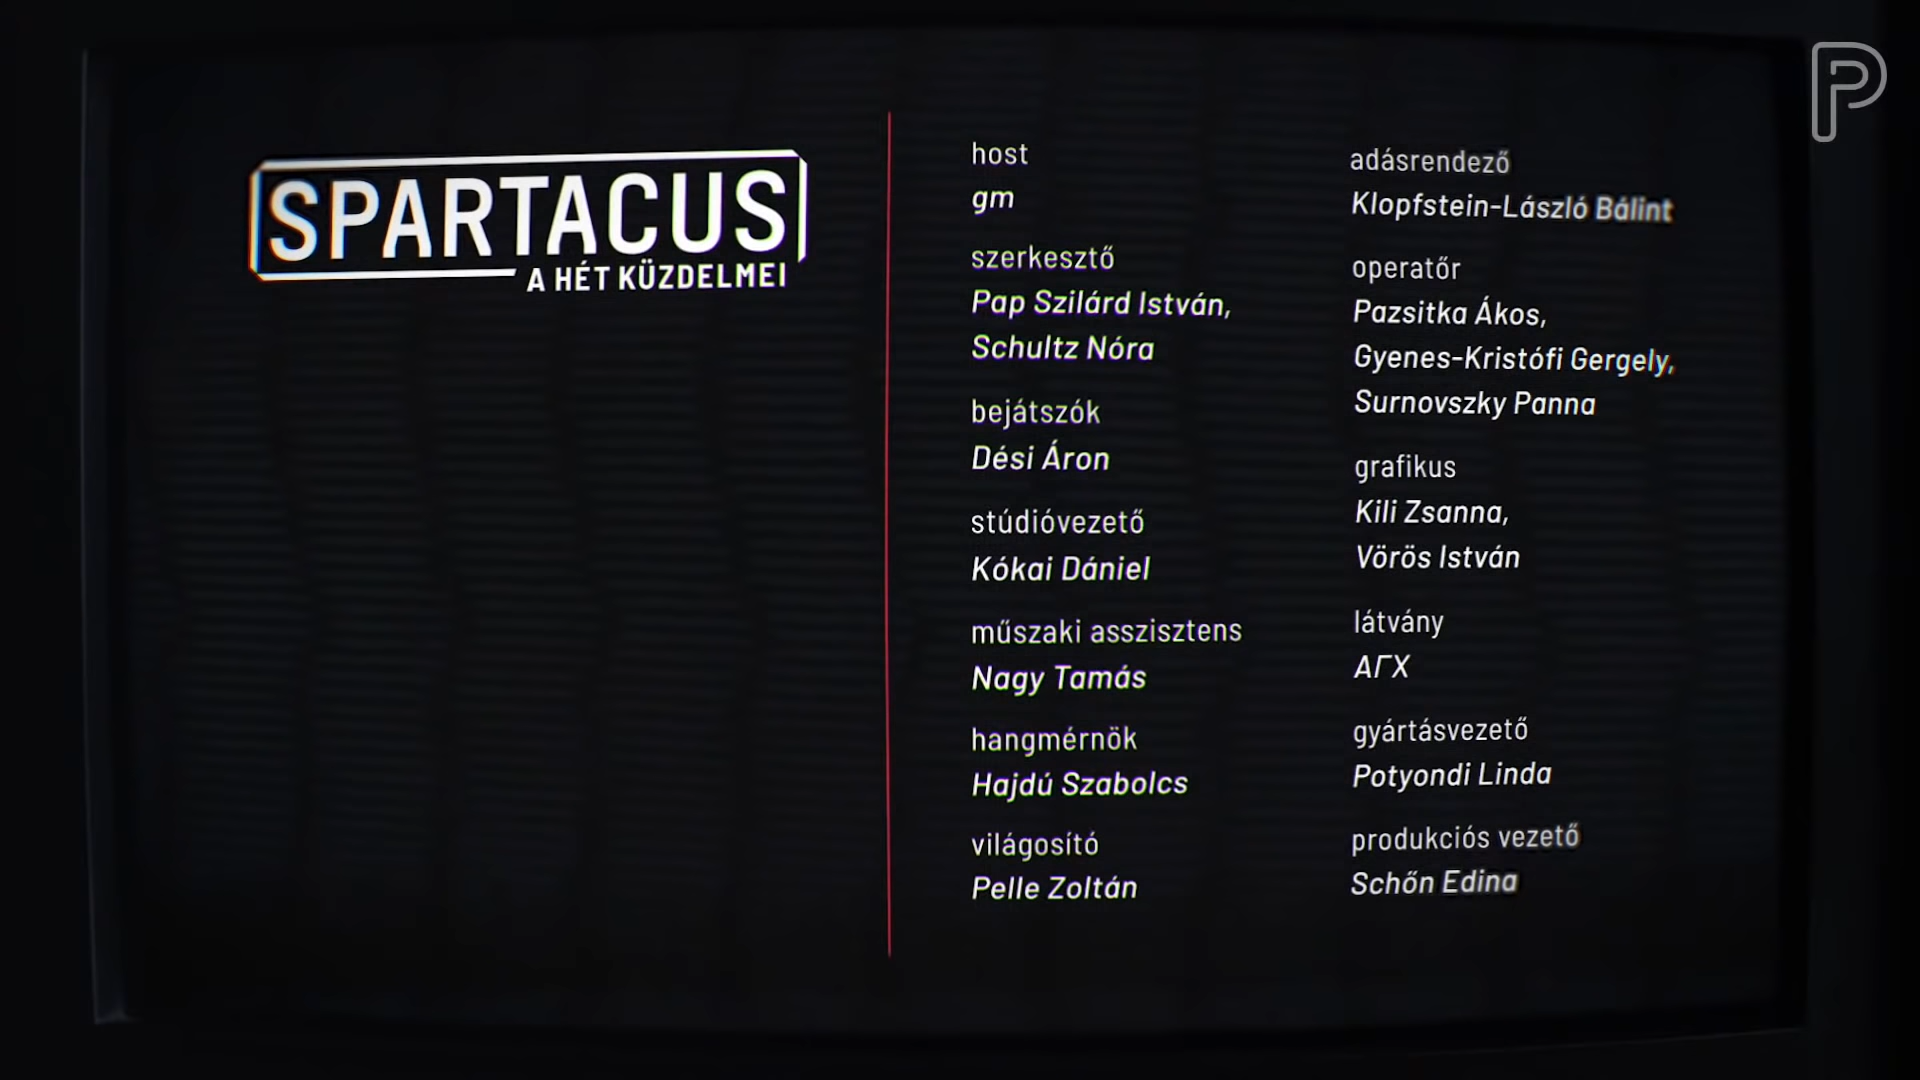 SPARTACUS
A HÉT KÜZDELMEI
host
gm
szerkesztő
Pap Szilárd István,
Schultz Nóra
bejátszók
Dési Áron
stúdióvezető
Kókai Dániel
műszaki asszisztens
Nagy Tamás
hangmérnök
Hajdú Szabolcs
világosító
Pelle Zoltán
adásrendező
Klopfstein-László Bálint
operatőr
Pazsitka Ákos,
Gyenes-Kristófi Gergely,
Surnovszky Panna
grafikus
Kili Zsanna,
Vörös István
látvány
АГХ
gyártásvezető
Potyondi Linda
produkciós vezető
Schőn Edina
P